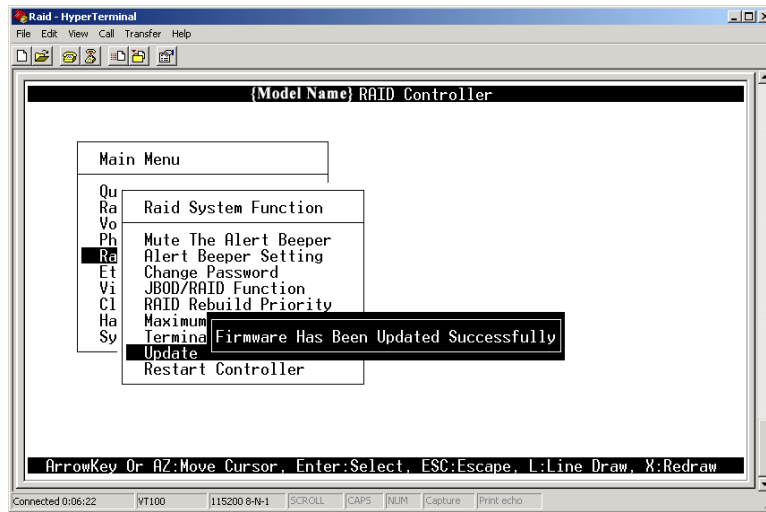 Raid - HyperTerminal
File Edit View Call Transfer Help
{Model Name} RAID Controller
Main Menu
Qu
Ra
Vo
Ph
Ra
Et
Vi
Cl
Ha
Sy
Raid System Function
Mute The Alert Beeper
Alert Beeper Setting
Change Password
JBOD/RAID Function
RAID Rebuild Priority
Maximum
Termina
Firmware Has Been Updated Successfully
Update
Restart Controller
ArrowKey Or AZ:Move Cursor, Enter:Select, ESC:Escape, L:Line Draw, X:Redraw
Connected 0:06:22 VT100 115200 8-N-1 SCROLL CAPS NUM Capture Print echo